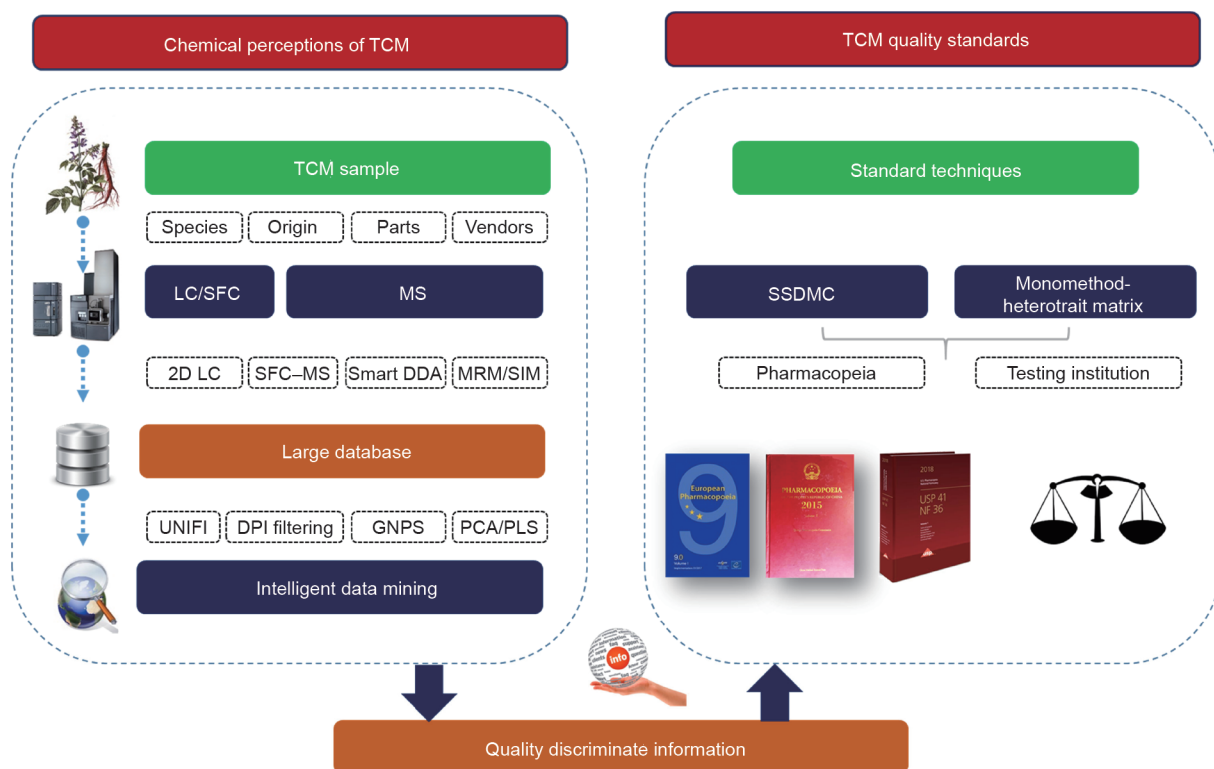 Chemical perceptions of TCM
TCM sample
Species
Origin
Parts
Vendors
LC/SFC
MS
2D LC
SFC–MS
Smart DDA
MRM/SIM
Large database
UNIFI
DPI filtering
GNPS
PCA/PLS
Intelligent data mining
TCM quality standards
Standard techniques
SSDMC
Monomethod-
heterotrait matrix
Pharmacopeia
Testing institution
European
Pharmacopoeia
9
9.0
PHARMACOPOEIA
2015
2018
USP 41
NF 36
info
Quality discriminate information